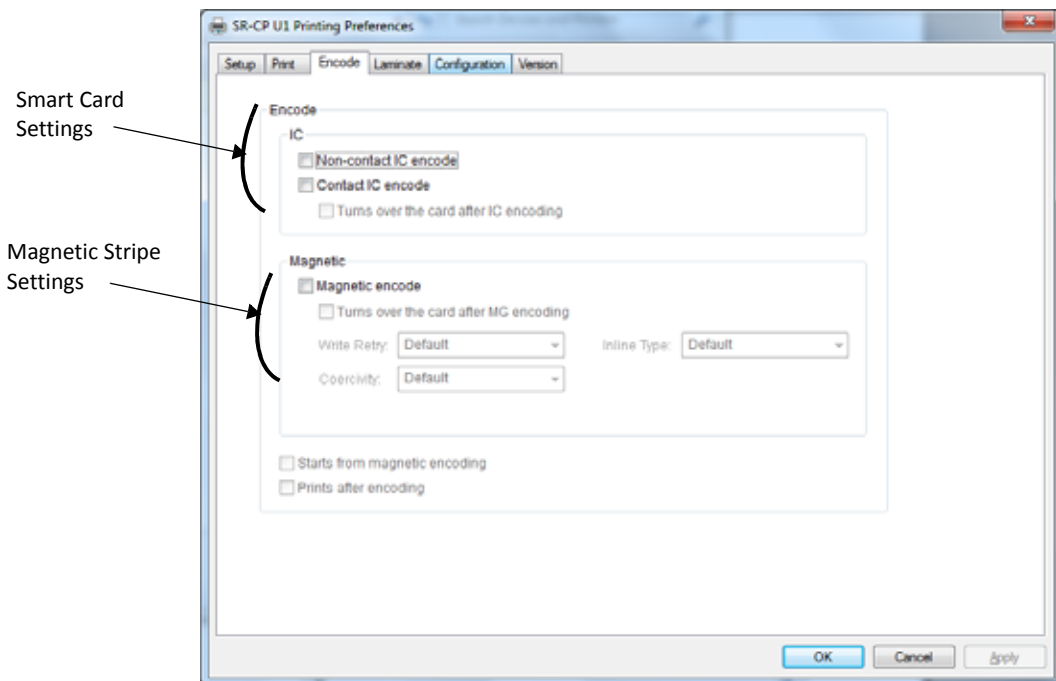 SR-CP U1 Printing Preferences
Setup Print Encode Laminate Configuration Version
Smart Card
Settings
Encode
IC
Non-contact IC encode
Contact IC encode
Turns over the card after IC encoding
Magnetic Stripe
Settings
Magnetic
Magnetic encode
Turns over the card after MG encoding
Write Retry: Default Inline Type: Default
Coercivity: Default
Starts from magnetic encoding
Prints after encoding
OK Cancel Apply